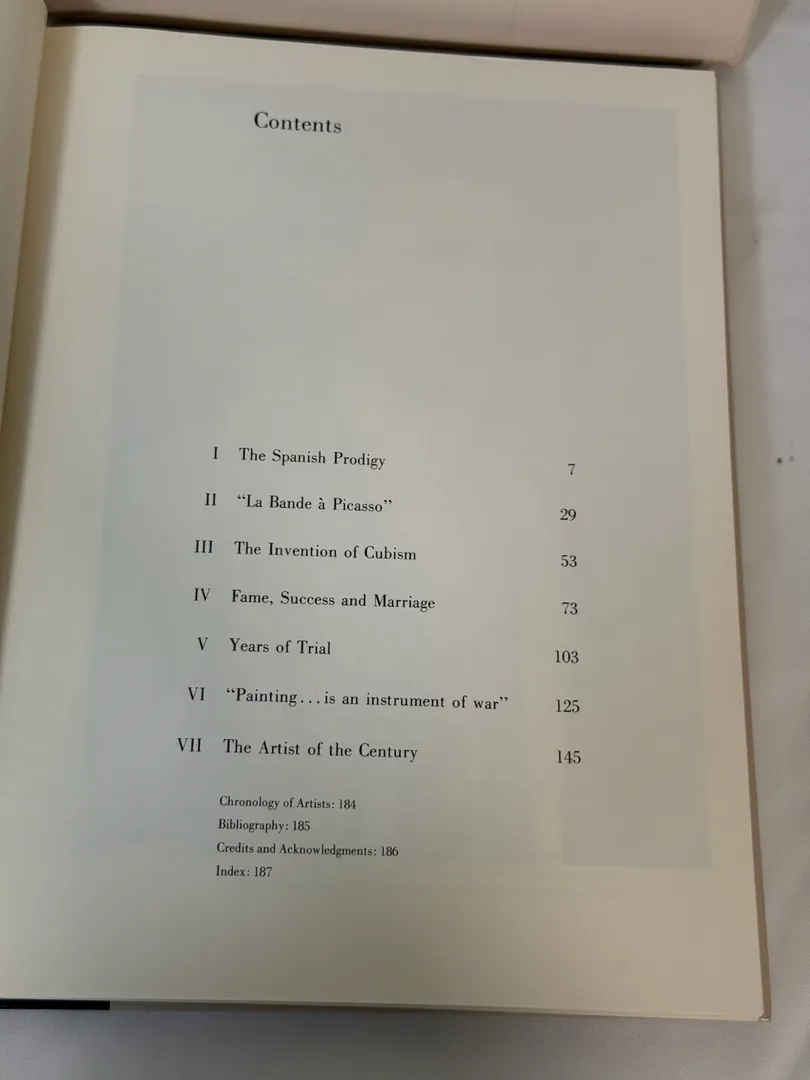 Contents
I The Spanish Prodigy 7
II “La Bande à Picasso” 29
III The Invention of Cubism 53
IV Fame, Success and Marriage 73
V Years of Trial 103
VI “Painting...is an instrument of war” 125
VII The Artist of the Century 145
Chronology of Artists: 184
Bibliography: 185
Credits and Acknowledgments: 186
Index: 187